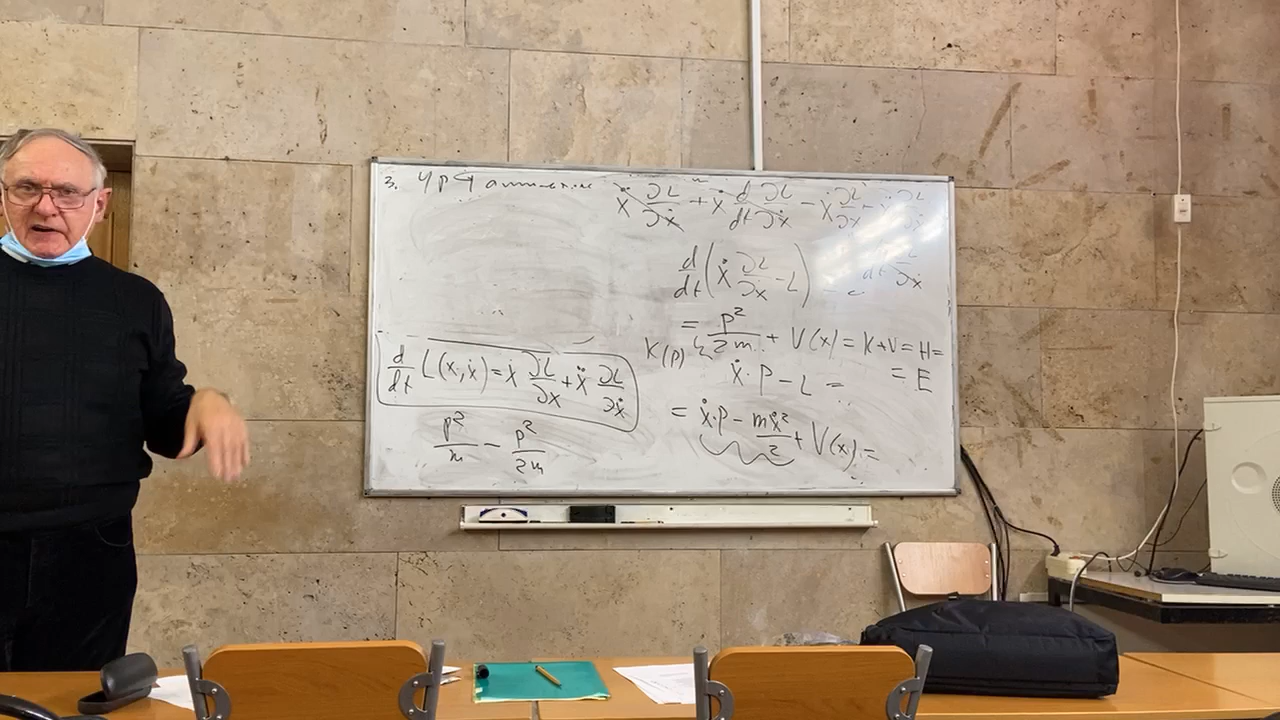 3.
ẍ ∂L/∂ẋ + ẋ d/dt ∂L/∂ẋ − ẋ ∂L/∂x − ẍ ∂L/∂ẋ
d/dt (ẋ ∂L/∂ẋ − L)
= p²/2m + V(x) = K+V = H =
K(p)
= E
ẋ·p − L =
= ẋ·p − mẋ²/2 + V(x) =
d/dt L(x,ẋ) = ẋ ∂L/∂x + ẍ ∂L/∂ẋ
p²/m − p²/2m